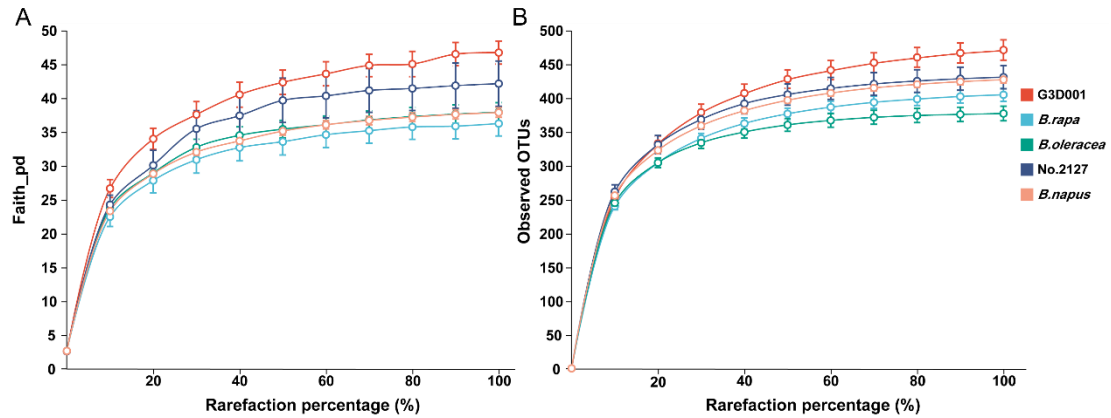 A
Faith_pd
50
45
40
35
30
25
20
15
10
5
0
20 40 60 80 100
Rarefaction percentage (%)
B
Observed OTUs
500
450
400
350
300
250
200
150
100
50
0
20 40 60 80 100
Rarefaction percentage (%)
G3D001
B.rapa
B.oleracea
No.2127
B.napus